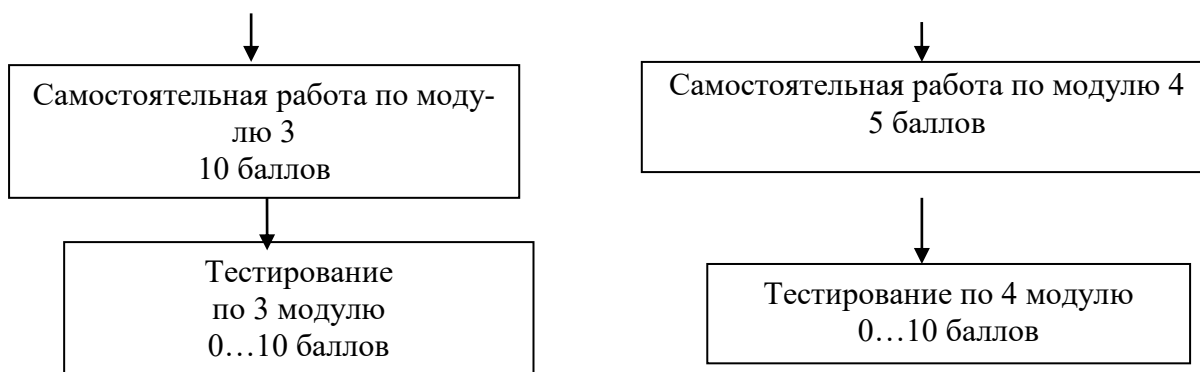 Самостоятельная работа по моду-
лю 3
10 баллов
Тестирование
по 3 модулю
0…10 баллов
Самостоятельная работа по модулю 4
5 баллов
Тестирование по 4 модулю
0…10 баллов